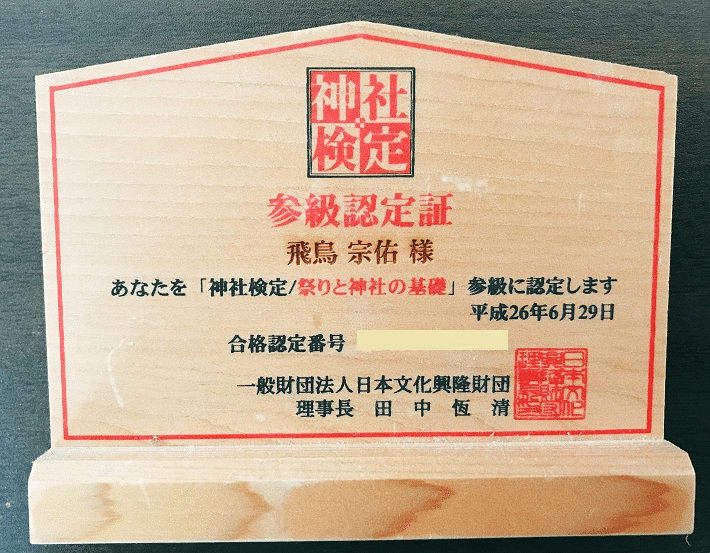 神社
検定
参級認定証
飛鳥 宗佑 様
あなたを「神社検定/祭りと神社の基礎」参級に認定します
平成26年6月29日
合格認定番号
一般財団法人日本文化興隆財団
理事長 田中恆清